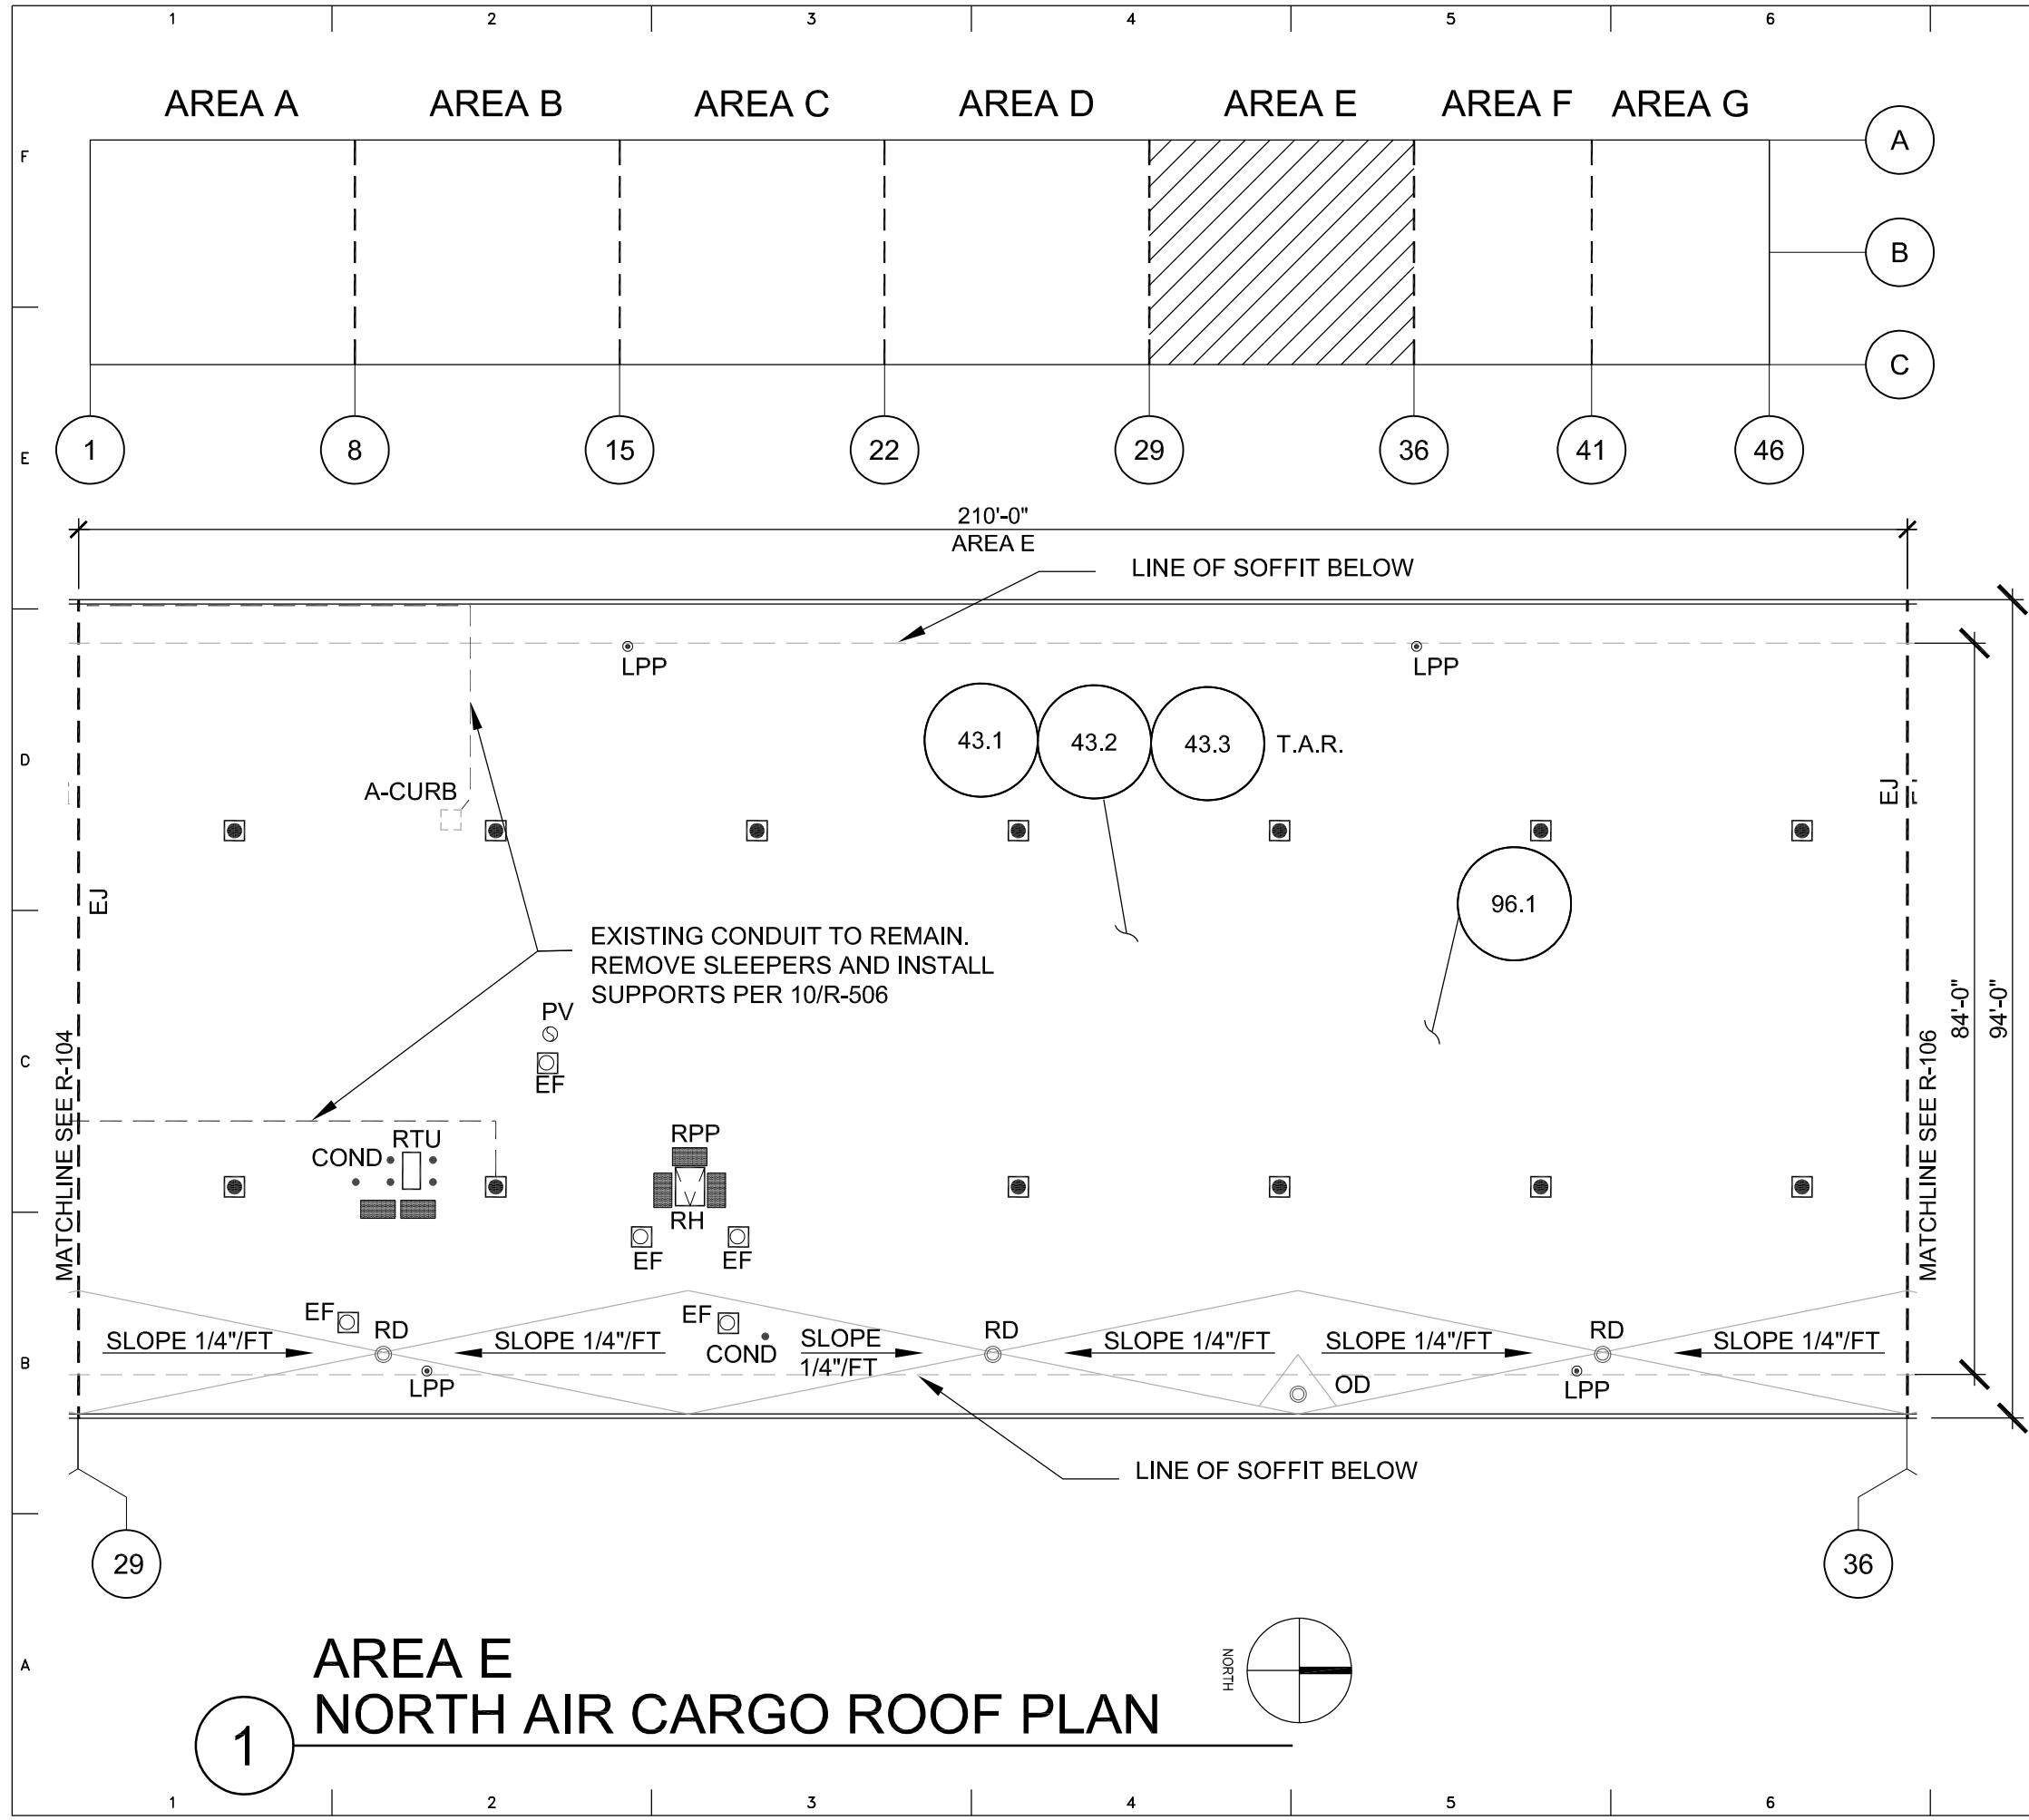 1 2 3 4 5 6
AREA A AREA B AREA C AREA D AREA E AREA F AREA G
A
F
B
C
1 8 15 22 29 36 41 46
E
210'-0"
AREA E
LINE OF SOFFIT BELOW
LPP LPP
43.1 43.2 43.3 T.A.R.
D
A-CURB
EJ
EJ
96.1
EXISTING CONDUIT TO REMAIN.
REMOVE SLEEPERS AND INSTALL
SUPPORTS PER 10/R-506
84'-0"
94'-0"
PV
C
EF
MATCHLINE SEE R-104
MATCHLINE SEE R-106
RTU RPP
COND
RH
EF EF
EF EF
RD RD RD
SLOPE 1/4"/FT SLOPE 1/4"/FT SLOPE SLOPE 1/4"/FT SLOPE 1/4"/FT SLOPE 1/4"/FT
COND 1/4"/FT
B
LPP OD LPP
LINE OF SOFFIT BELOW
29 36
A
NORTH
AREA E
NORTH AIR CARGO ROOF PLAN
1
1 2 3 4 5 6